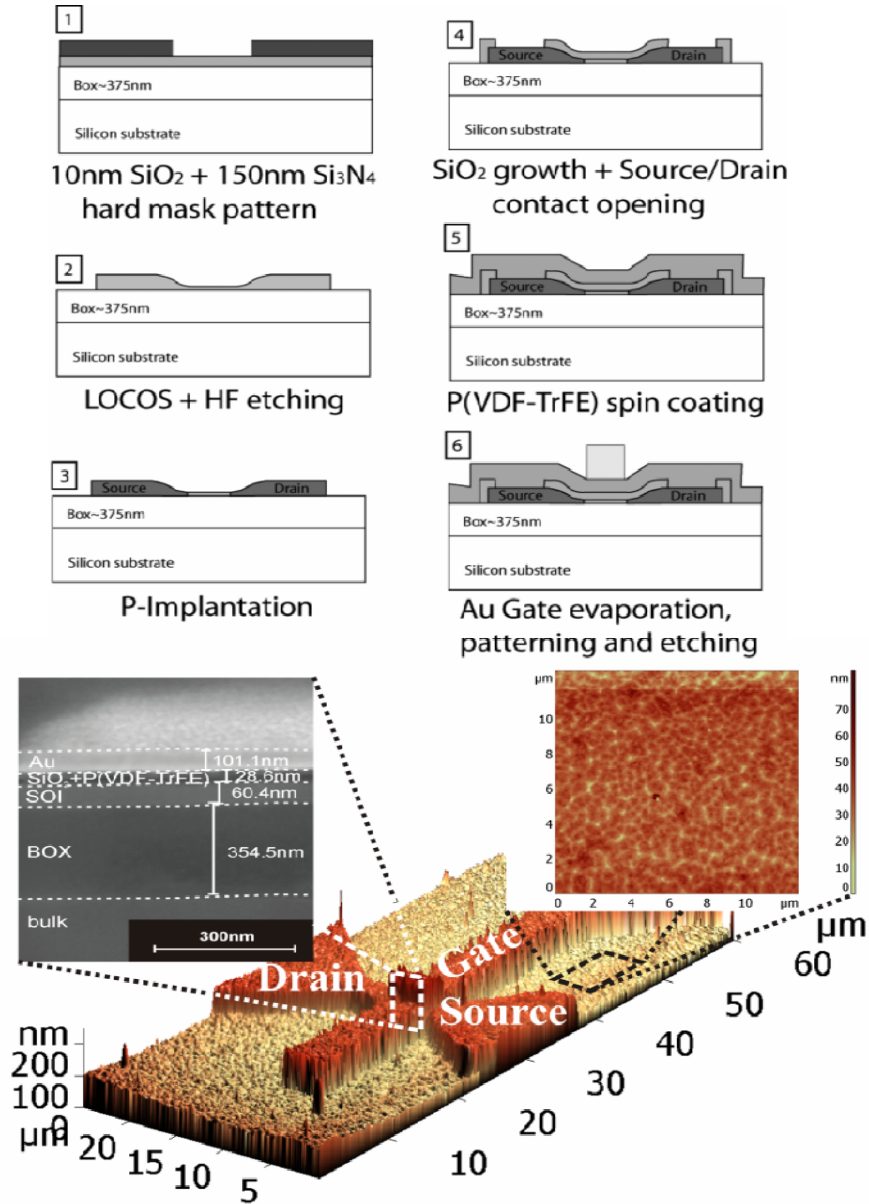 1
Box~375nm
Silicon substrate
10nm SiO₂ + 150nm Si₃N₄
hard mask pattern
2
Box~375nm
Silicon substrate
LOCOS + HF etching
3
Source
Drain
Box~375nm
Silicon substrate
P-Implantation
4
Source
Drain
Box~375nm
Silicon substrate
SiO₂ growth + Source/Drain
contact opening
5
Source
Drain
Box~375nm
Silicon substrate
P(VDF-TrFE) spin coating
6
Source
Drain
Box~375nm
Silicon substrate
Au Gate evaporation,
patterning and etching
Au
101.1nm
SiO₂+P(VDF-TrFE)
28.6nm
SOI
60.4nm
BOX
354.5nm
bulk
300nm
µm
10
8
6
4
2
0
0 2 4 6 8 10 µm
nm
70
60
50
40
30
20
10
0
Drain
Gate
Source
nm
200
100
0
µm
20 15 10 5
10 20 30 40 50 60
µm